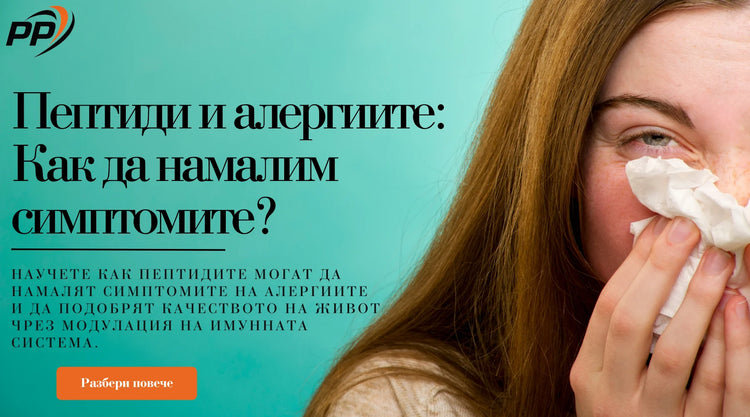 PP
Пептиди и алергиите:
Как да намалим
симптомите?
НАУЧЕТЕ КАК ПЕПТИДИТЕ МОГАТ ДА
НАМАЛЯТ СИМПТОМИТЕ НА АЛЕРГИИТЕ
И ДА ПОДОБРЯТ КАЧЕСТВОТО НА ЖИВОТ
ЧРЕЗ МОДУЛАЦИЯ НА ИМУННАТА
СИСТЕМА.
Разбери повече